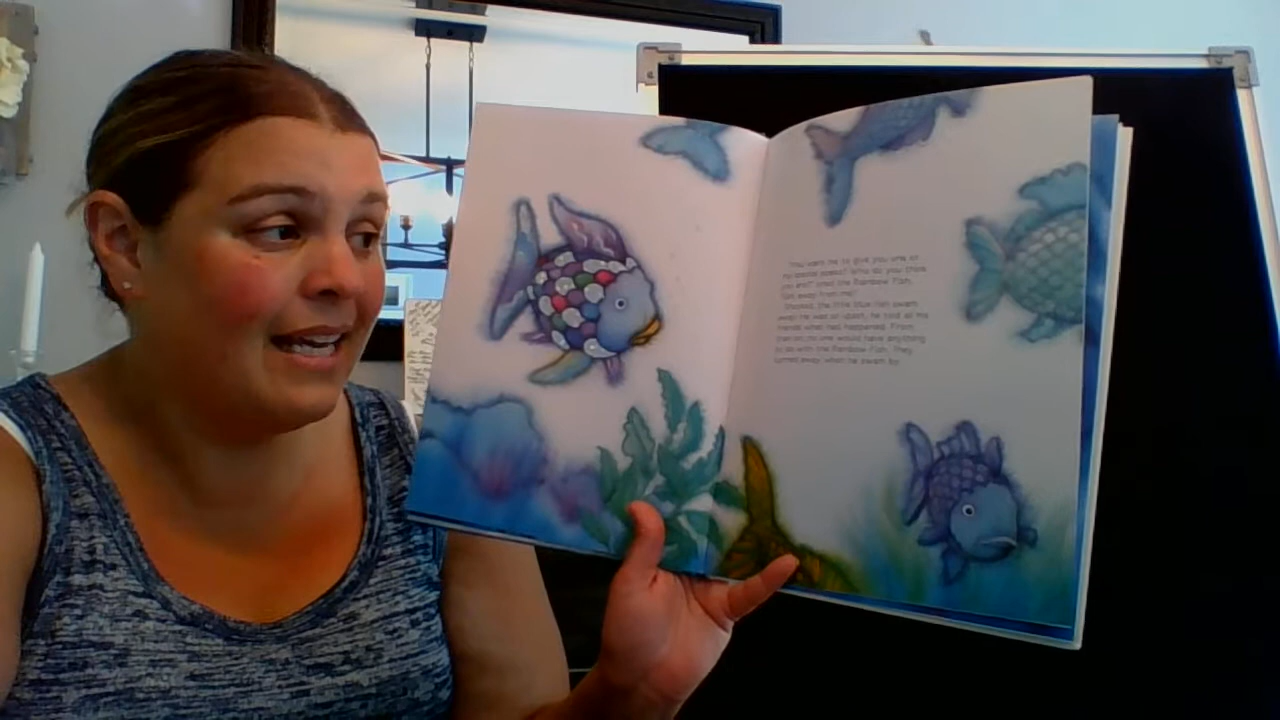 "You want me to give you one of
my special scales? Who do you think
you are?" cried the Rainbow Fish.
"Get away from me!"
Shocked, the little blue fish swam
away. He was so upset, he told all his
friends what had happened. From
then on, no one would have anything
to do with the Rainbow Fish. They
turned away when he swam by.